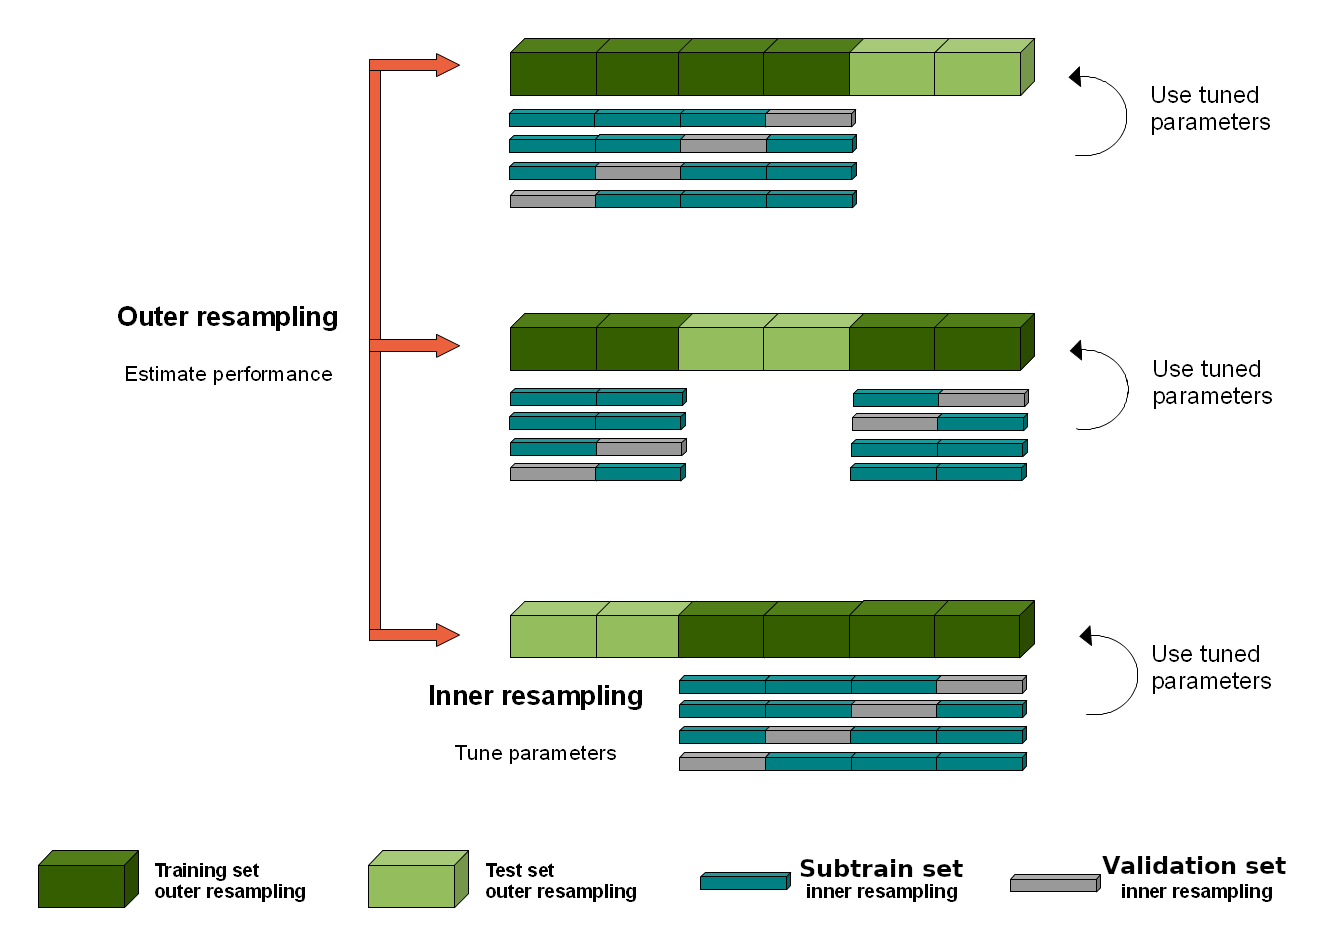 Use tuned
parameters
Outer resampling
Estimate performance
Use tuned
parameters
Use tuned
parameters
Inner resampling
Tune parameters
Training set
outer resampling
Test set
outer resampling
Subtrain set
inner resampling
Validation set
inner resampling